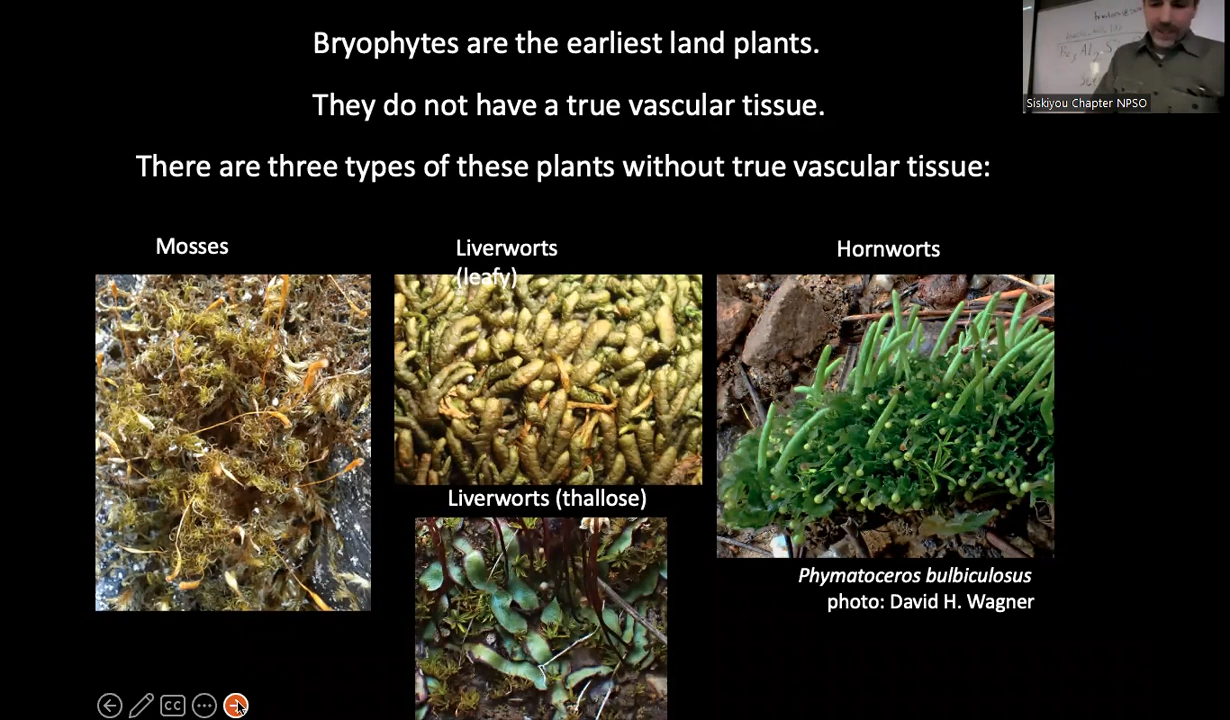 Bryophytes are the earliest land plants.
They do not have a true vascular tissue.
There are three types of these plants without true vascular tissue:
Siskiyou Chapter NPSO
Mosses
Liverworts
(leafy)
Hornworts
Liverworts (thallose)
Phymatoceros bulbiculosus
photo: David H. Wagner
CC